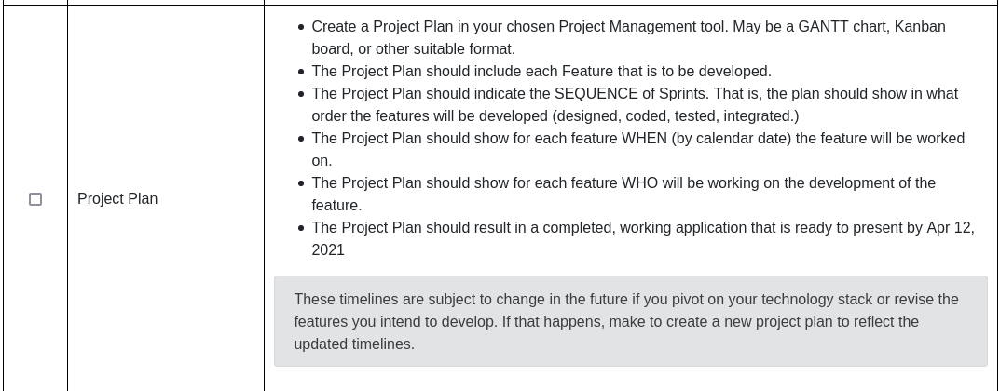 Create a Project Plan in your chosen Project Management tool. May be a GANTT chart, Kanban
board, or other suitable format.
The Project Plan should include each Feature that is to be developed.
The Project Plan should indicate the SEQUENCE of Sprints. That is, the plan should show in what
order the features will be developed (designed, coded, tested, integrated.)
The Project Plan should show for each feature WHEN (by calendar date) the feature will be worked
on.
The Project Plan should show for each feature WHO will be working on the development of the
feature.
Project Plan
The Project Plan should result in a completed, working application that is ready to present by Apr 12,
2021
These timelines are subject to change in the future if you pivot on your technology stack or revise the
features you intend to develop. If that happens, make to create a new project plan to reflect the
updated timelines.